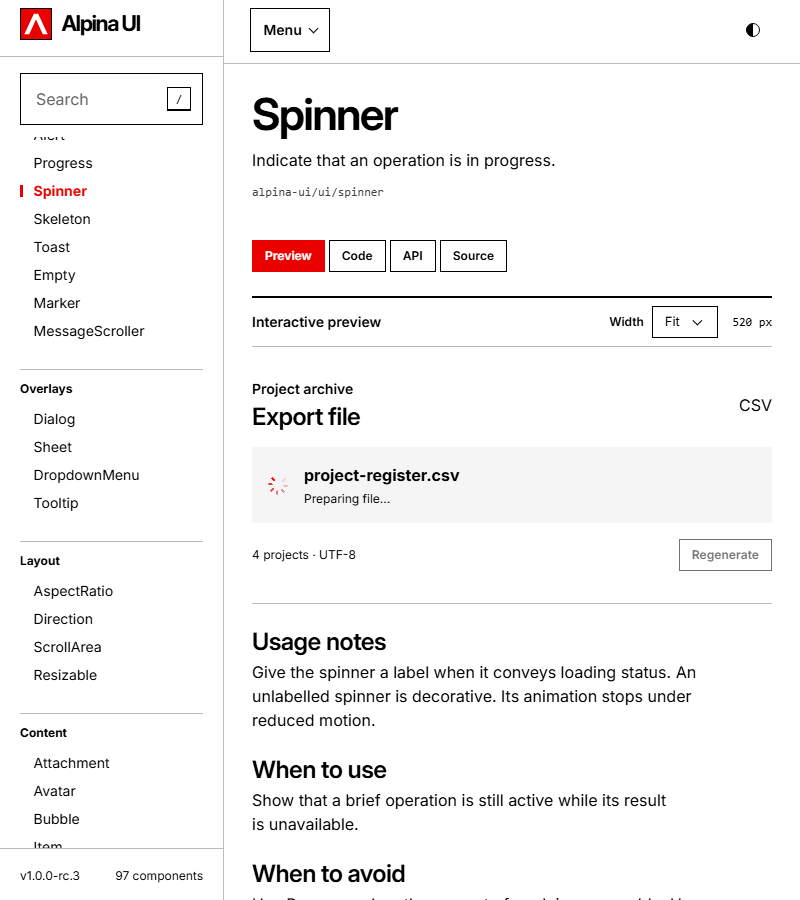 Alpina UI
Search
/
Alert
Progress
Spinner
Skeleton
Toast
Empty
Marker
MessageScroller
Overlays
Dialog
Sheet
DropdownMenu
Tooltip
Layout
AspectRatio
Direction
ScrollArea
Resizable
Content
Attachment
Avatar
Bubble
Item
v1.0.0-rc.3 97 components
Menu
Spinner
Indicate that an operation is in progress.
alpina-ui/ui/spinner
Preview Code API Source
Interactive preview Width Fit 520 px
Project archive
Export file
CSV
project-register.csv
Preparing file…
4 projects · UTF-8 Regenerate
Usage notes
Give the spinner a label when it conveys loading status. An
unlabelled spinner is decorative. Its animation stops under
reduced motion.
When to use
Show that a brief operation is still active while its result
is unavailable.
When to avoid